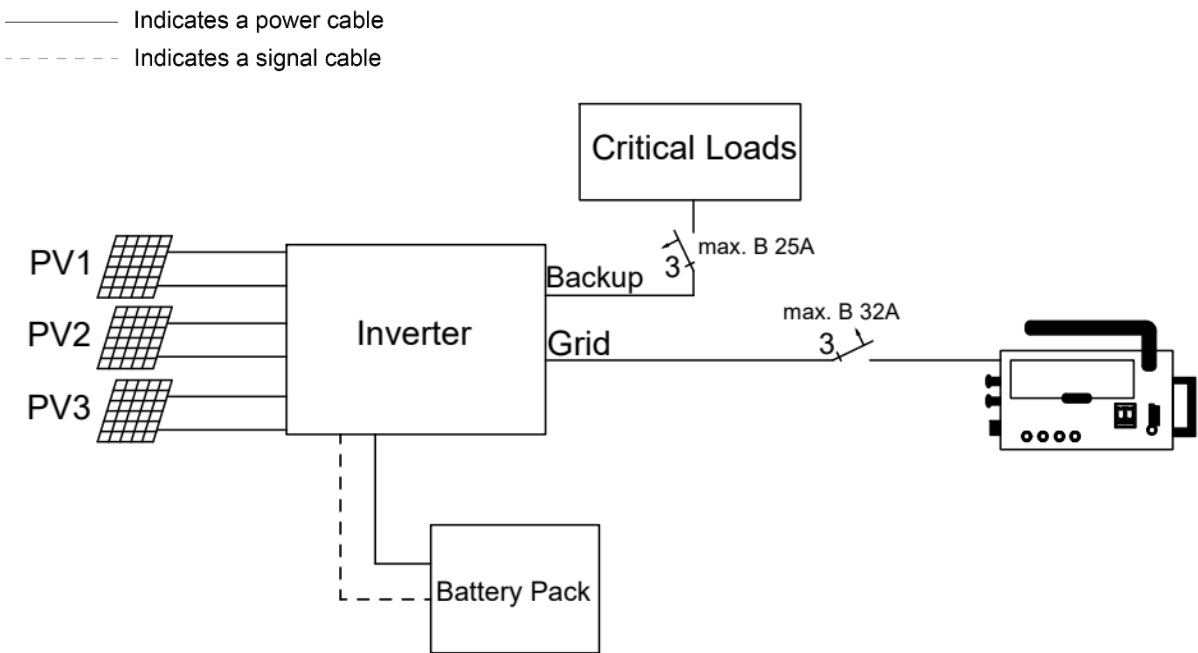 Indicates a power cable
Indicates a signal cable
Critical Loads
PV1
max. B 25A
3
Backup
max. B 32A
PV2
Inverter
Grid
3
PV3
Battery Pack